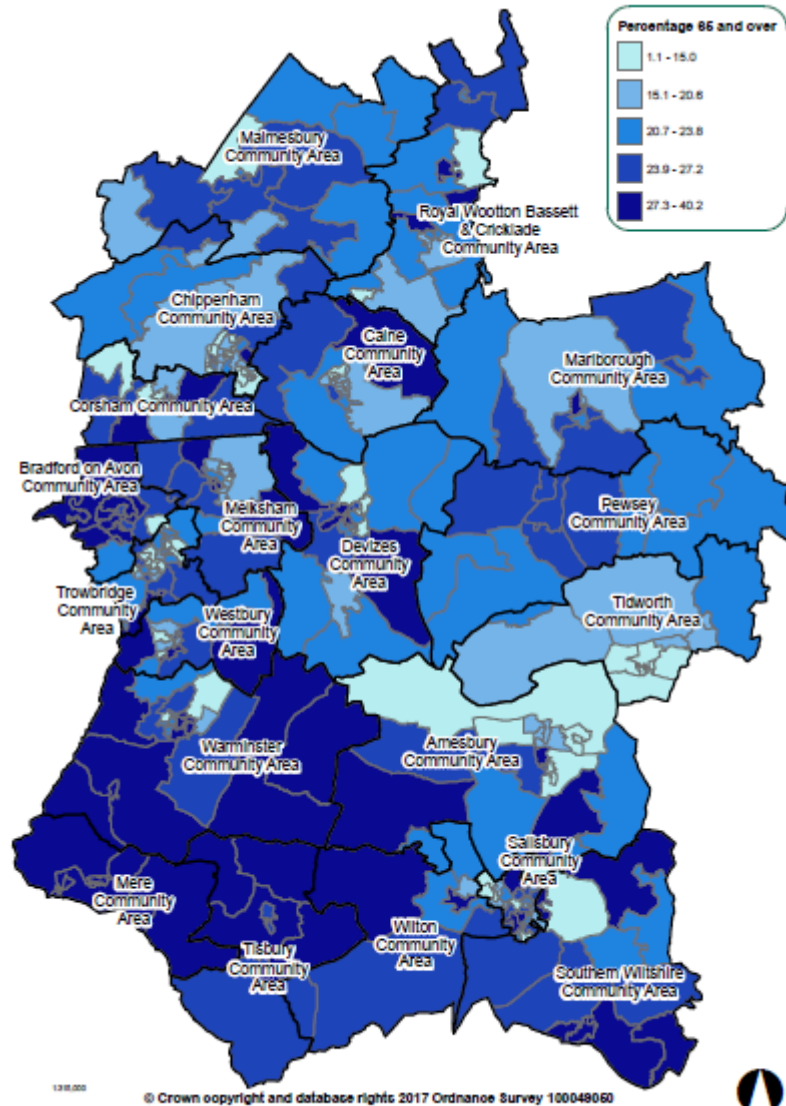 Percentage 65 and over
1.1 - 15.0
15.1 - 20.6
20.7 - 23.8
23.9 - 27.2
27.3 - 40.2
Malmesbury
Community Area
Royal Wootton Bassett
& Cricklade
Community Area
Chippenham
Community Area
Calne
Community
Area
Marlborough
Community Area
Corsham Community Area
Bradford on Avon
Community Area
Melksham
Community
Area
Devizes
Community
Area
Pewsey
Community Area
Trowbridge
Community
Area
Westbury
Community
Area
Tidworth
Community Area
Warminster
Community Area
Amesbury
Community Area
Salisbury
Community
Area
Mere
Community
Area
Tisbury
Community
Area
Wilton
Community
Area
Southern Wiltshire
Community Area
© Crown copyright and database rights 2017 Ordnance Survey 100049050